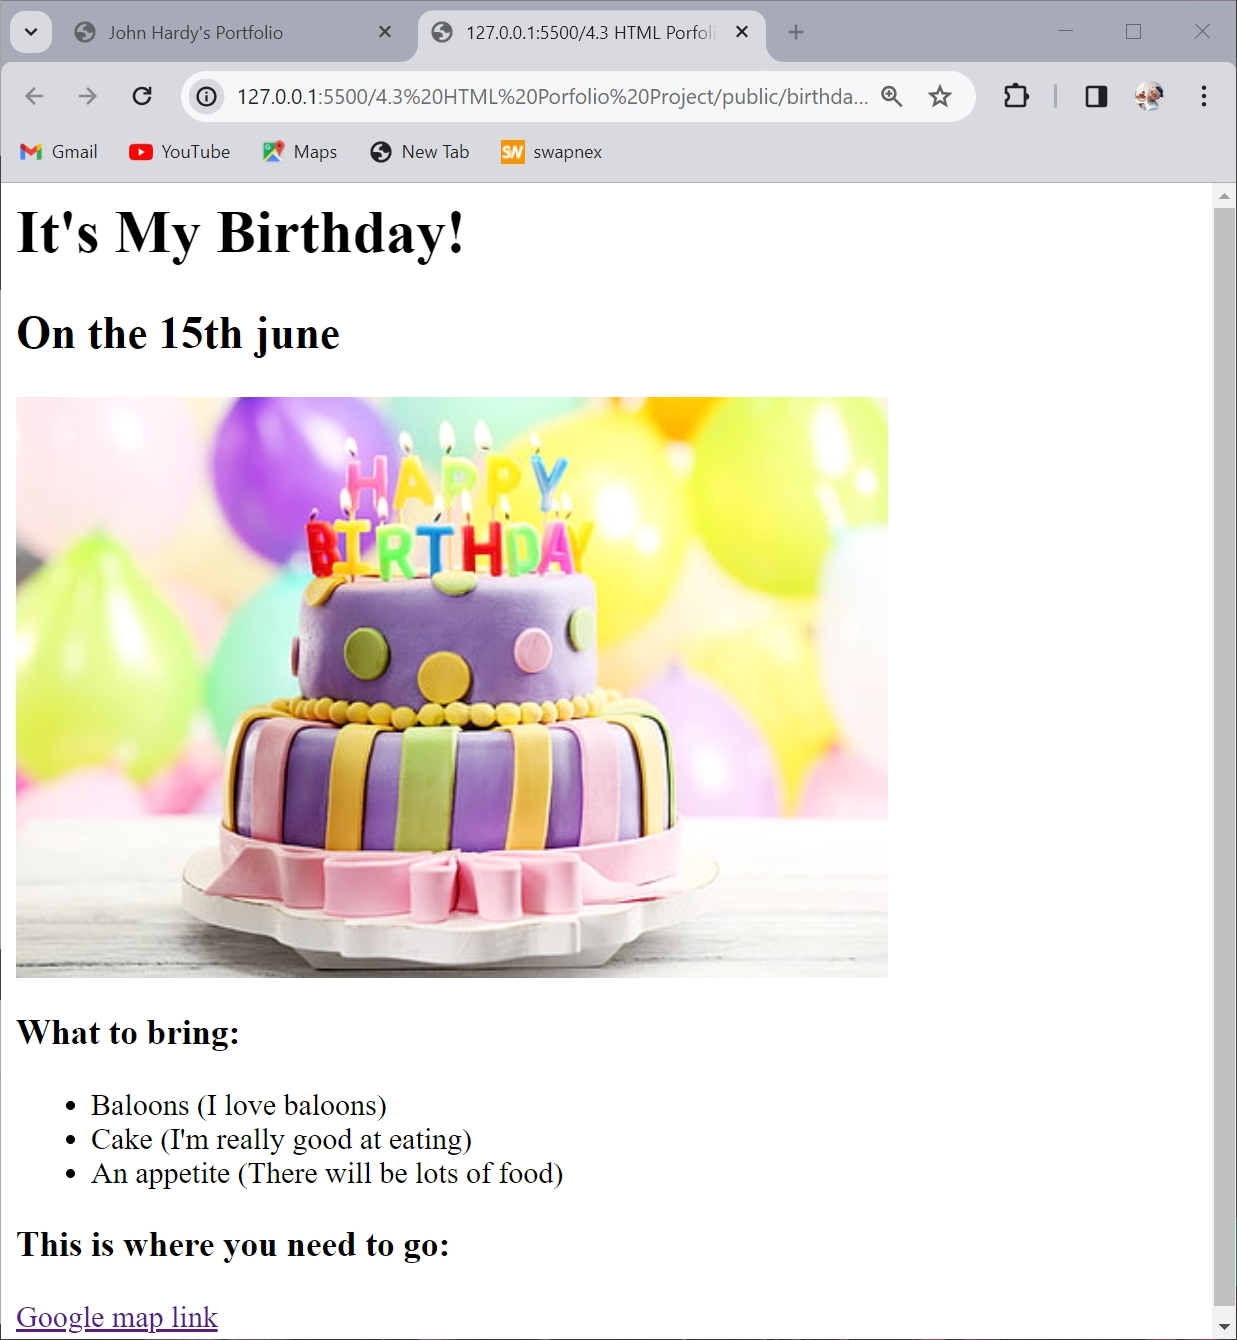 John Hardy's Portfolio
127.0.0.1:5500/4.3 HTML Porfoli
127.0.0.1:5500/4.3%20HTML%20Porfolio%20Project/public/birthda...
Gmail
YouTube
Maps
New Tab
SW swapnex
It's My Birthday!
On the 15th june
HAPPY
BIRTHDAY
What to bring:
• Baloons (I love baloons)
• Cake (I'm really good at eating)
• An appetite (There will be lots of food)
This is where you need to go:
Google map link